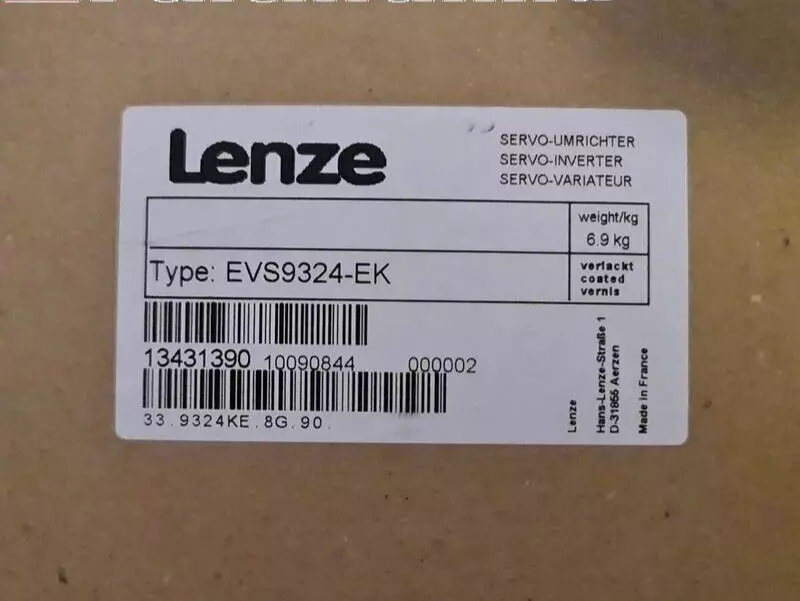 Lenze
SERVO-UMRICHTER
SERVO-INVERTER
SERVO-VARIATEUR
weight/kg
6.9 kg
Type: EVS9324-EK
verlackt
coated
vernis
13431390 10090844 000002
33.9324KE.8G.90.
Lenze
Hans-Lenze-Straße 1
D-31855 Aerzen
Made in France